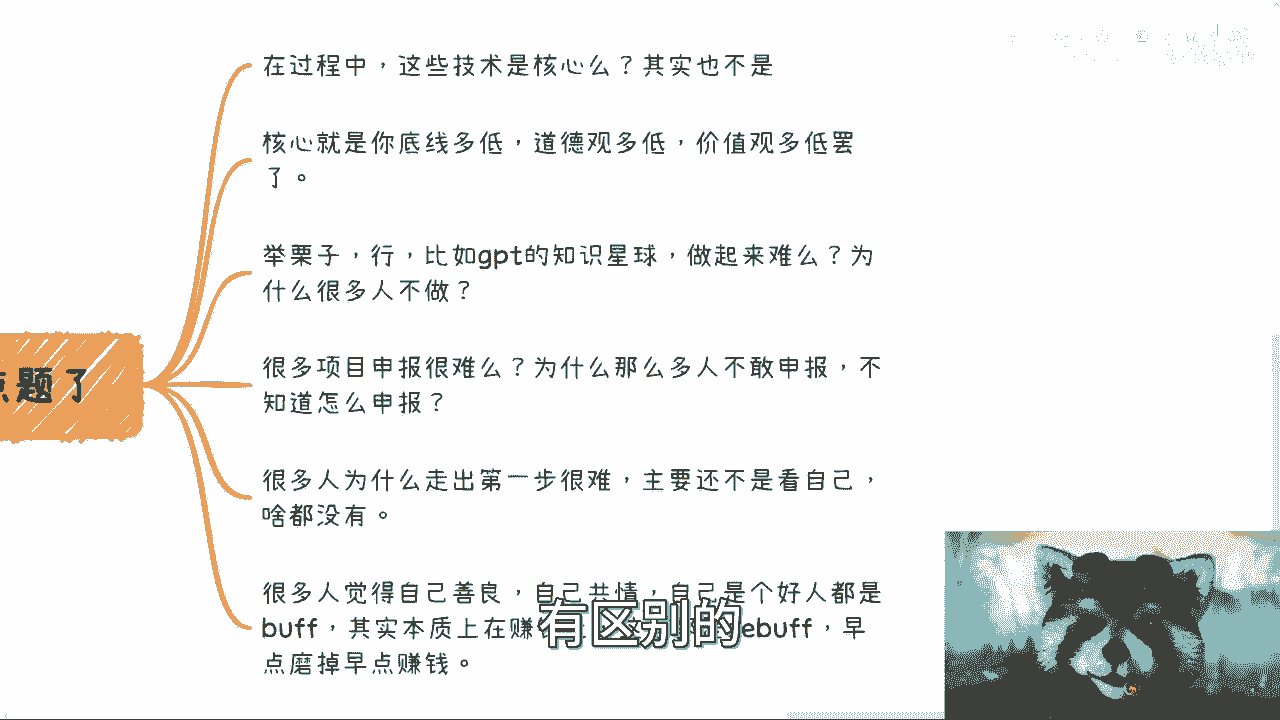 在过程中，这些技术是核心么？其实也不是
核心就是你底线多低，道德观多低，价值观多低罢
了。
举栗子，行，比如gpt的知识星球，做起来难么？为
什么很多人不做？
很多项目申报很难么？为什么那么多人不敢申报，不
知道怎么申报？
题了
很多人为什么走出第一步很难，主要还不是看自己，
啥都没有。
很多人觉得自己善良，自己共情，自己是个好人都是
buff，其实本质上在赚 ebuff，早
点磨掉早点赚钱。
有区别的